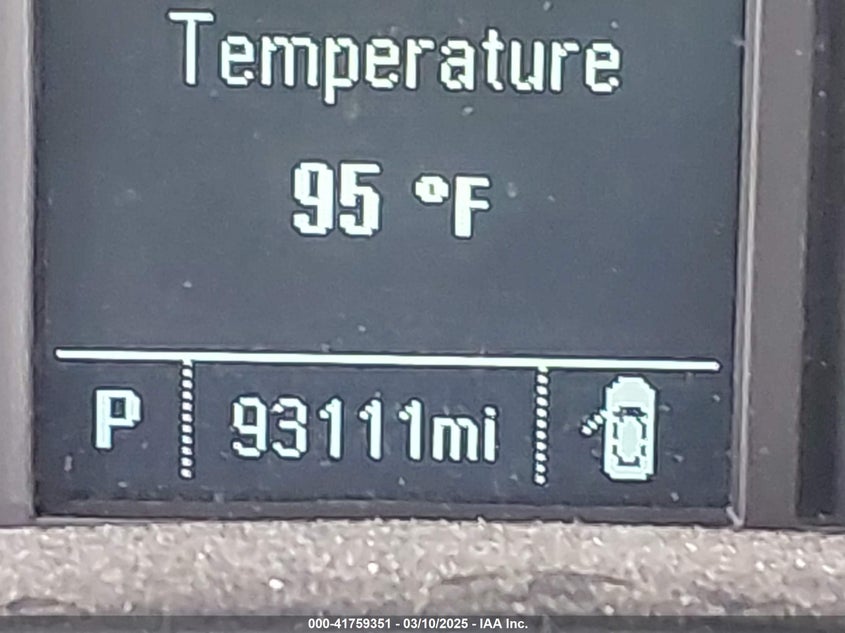 Temperature
95 °F
P 93111mi
000-41759351 - 03/10/2025 - IAA Inc.